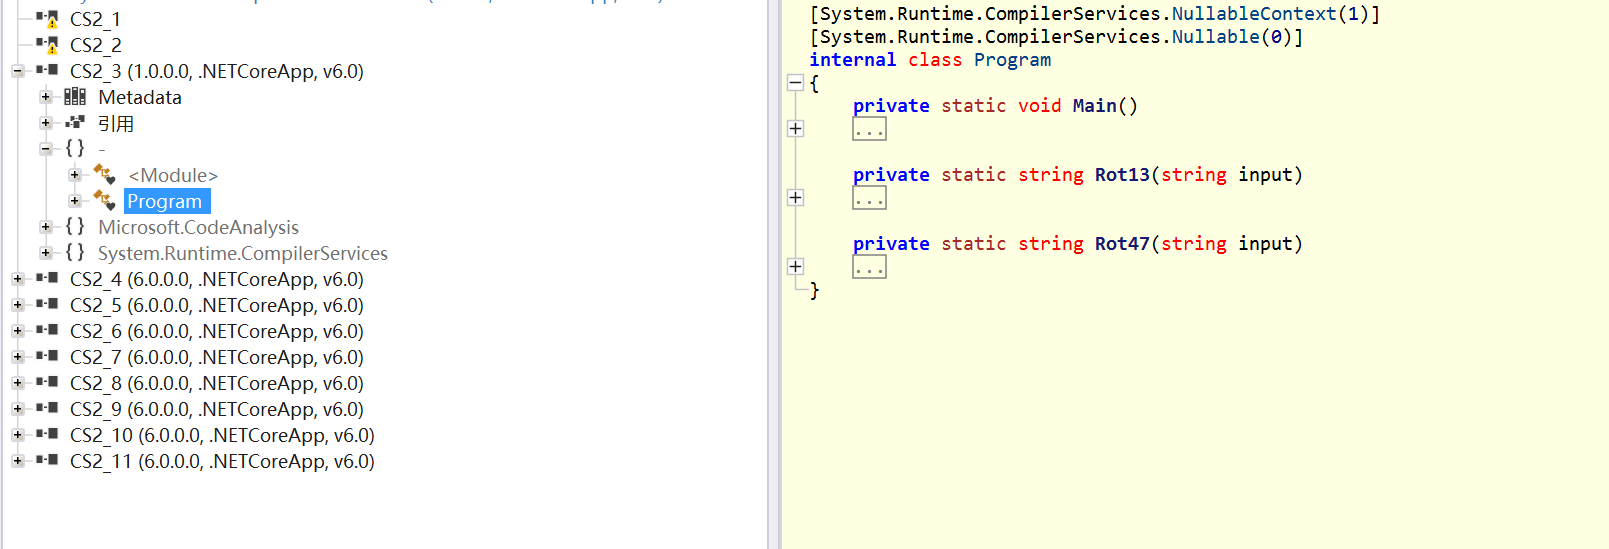 CS2_1
CS2_2
CS2_3 (1.0.0.0, .NETCoreApp, v6.0)
Metadata
引用
{} -
<Module>
Program
{} Microsoft.CodeAnalysis
{} System.Runtime.CompilerServices
CS2_4 (6.0.0.0, .NETCoreApp, v6.0)
CS2_5 (6.0.0.0, .NETCoreApp, v6.0)
CS2_6 (6.0.0.0, .NETCoreApp, v6.0)
CS2_7 (6.0.0.0, .NETCoreApp, v6.0)
CS2_8 (6.0.0.0, .NETCoreApp, v6.0)
CS2_9 (6.0.0.0, .NETCoreApp, v6.0)
CS2_10 (6.0.0.0, .NETCoreApp, v6.0)
CS2_11 (6.0.0.0, .NETCoreApp, v6.0)
[System.Runtime.CompilerServices.NullableContext(1)]
[System.Runtime.CompilerServices.Nullable(0)]
internal class Program
{
private static void Main()
...
private static string Rot13(string input)
...
private static string Rot47(string input)
...
}